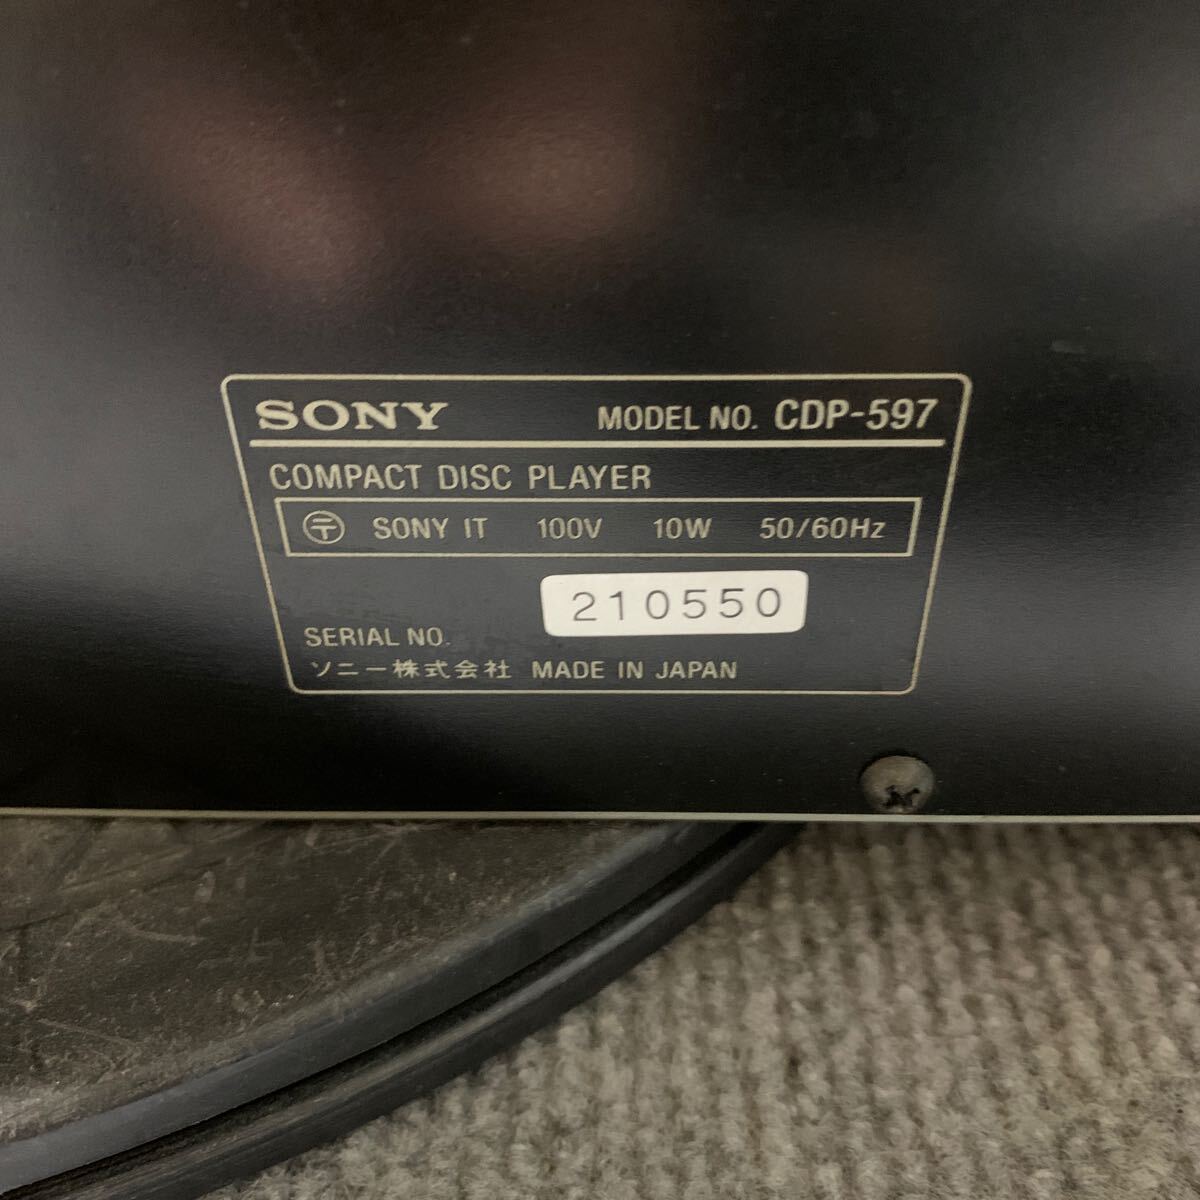 SONY MODEL NO. CDP-597
COMPACT DISC PLAYER
〒 SONY IT 100V 10W 50/60Hz
210550
SERIAL NO.
ソニー株式会社 MADE IN JAPAN